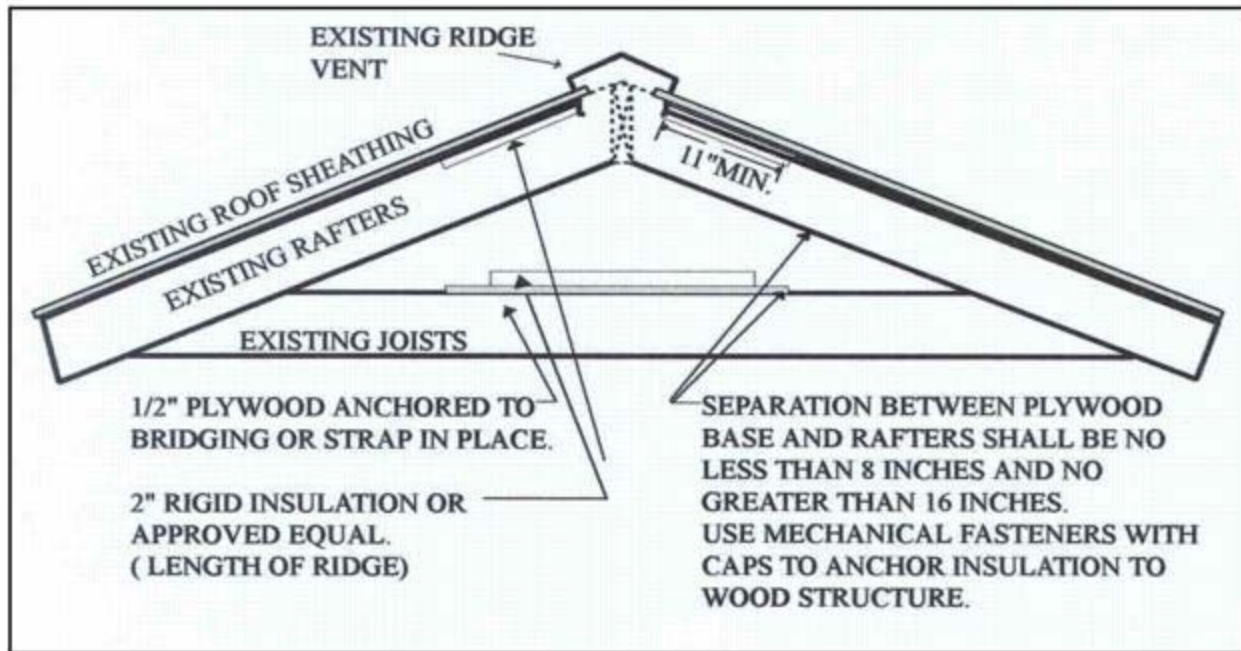 EXISTING RIDGE
VENT
EXISTING ROOF SHEATHING
EXISTING RAFTERS
11"MIN.
EXISTING JOISTS
1/2" PLYWOOD ANCHORED TO
BRIDGING OR STRAP IN PLACE.
2" RIGID INSULATION OR
APPROVED EQUAL.
( LENGTH OF RIDGE)
SEPARATION BETWEEN PLYWOOD
BASE AND RAFTERS SHALL BE NO
LESS THAN 8 INCHES AND NO
GREATER THAN 16 INCHES.
USE MECHANICAL FASTENERS WITH
CAPS TO ANCHOR INSULATION TO
WOOD STRUCTURE.